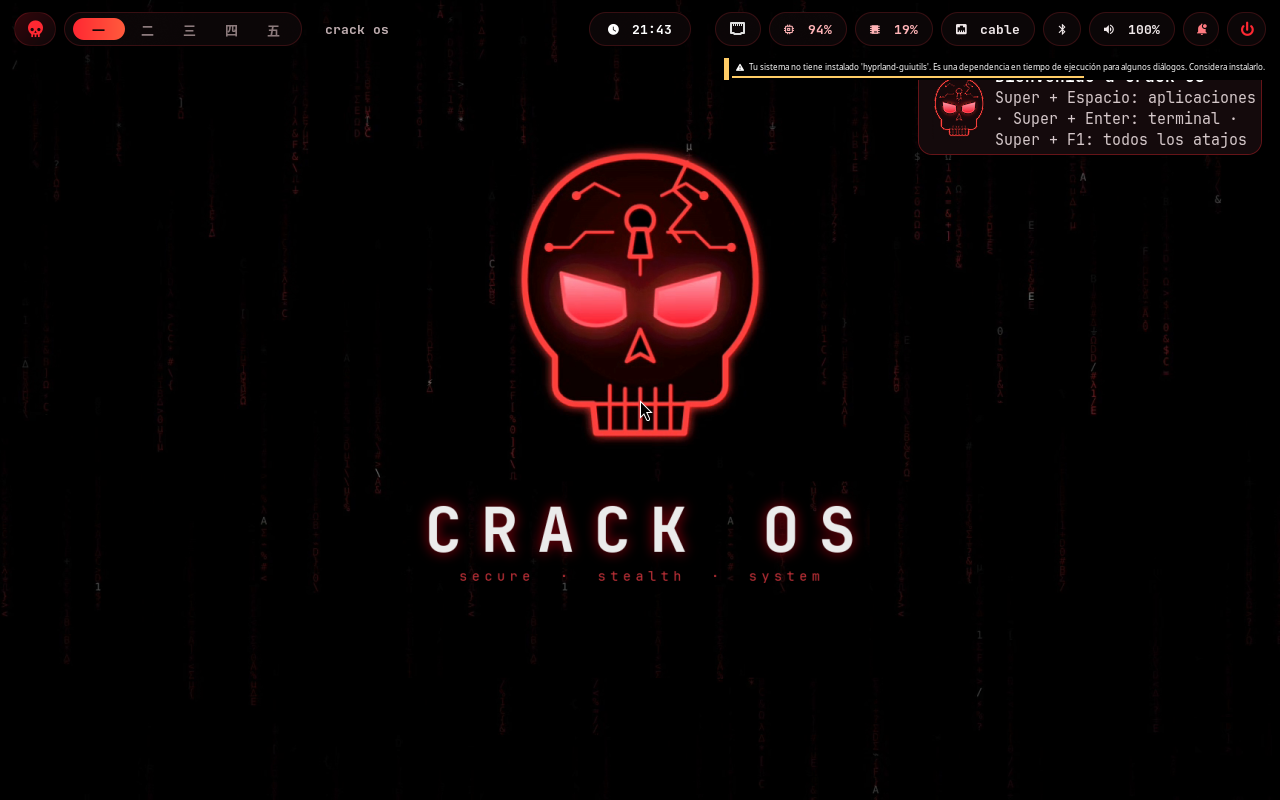 一 二 三 四 五 crack os 21:43 94% 19% cable 100%
Tu sistema no tiene instalado 'hyprland-guiutils'. Es una dependencia en tiempo de ejecución para algunos diálogos. Considera instalarlo.
Super + Espacio: aplicaciones
· Super + Enter: terminal ·
Super + F1: todos los atajos
CRACK OS
secure · stealth · system